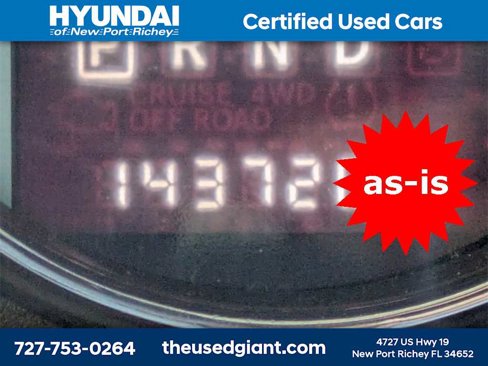 HYUNDAI
of New Port Richey
Certified Used Cars
P R N D
CRUISE 4WD
OFF ROAD
as-is
727-753-0264
theusedgiant.com
4727 US Hwy 19
New Port Richey FL 34652